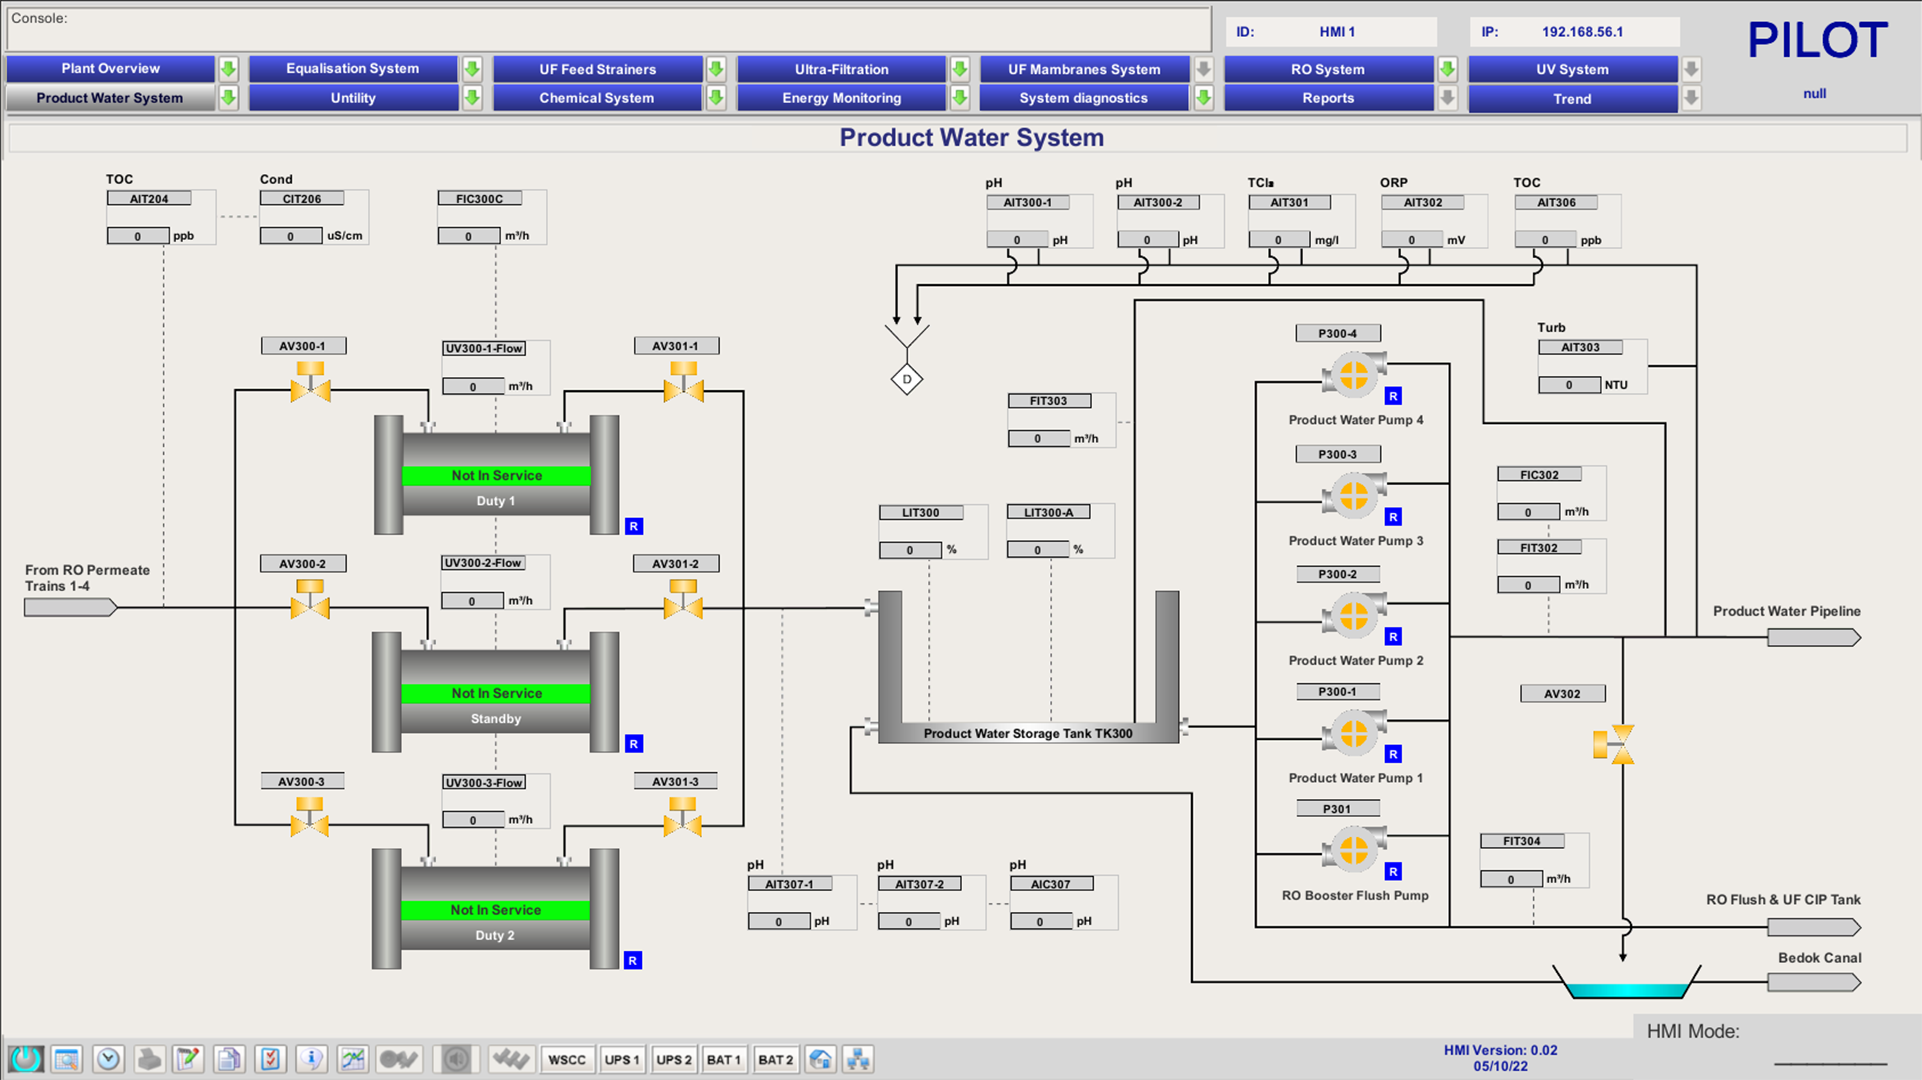 Console:
ID: HMI 1
IP: 192.168.56.1
PILOT
null
Plant Overview
Equalisation System
UF Feed Strainers
Ultra-Filtration
UF Mambranes System
RO System
UV System
Product Water System
Untility
Chemical System
Energy Monitoring
System diagnostics
Reports
Trend
Product Water System
TOC
AIT204
0 ppb
Cond
CIT206
0 uS/cm
FIC300C
0 m³/h
pH
AIT300-1
0 pH
pH
AIT300-2
0 pH
TCl₂
AIT301
0 mg/l
ORP
AIT302
0 mV
TOC
AIT306
0 ppb
AV300-1
UV300-1-Flow
0 m³/h
AV301-1
Not In Service
Duty 1
R
D
FIT303
0 m³/h
P300-4
R
Product Water Pump 4
Turb
AIT303
0 NTU
P300-3
R
Product Water Pump 3
FIC302
0 m³/h
LIT300
0 %
LIT300-A
0 %
FIT302
0 m³/h
From RO Permeate
Trains 1-4
AV300-2
UV300-2-Flow
0 m³/h
AV301-2
Not In Service
Standby
R
P300-2
R
Product Water Pump 2
Product Water Pipeline
Product Water Storage Tank TK300
P300-1
R
Product Water Pump 1
AV302
AV300-3
UV300-3-Flow
0 m³/h
AV301-3
Not In Service
Duty 2
R
P301
R
RO Booster Flush Pump
pH
AIT307-1
0 pH
pH
AIT307-2
0 pH
pH
AIC307
0 pH
FIT304
0 m³/h
RO Flush & UF CIP Tank
Bedok Canal
WSCC
UPS 1
UPS 2
BAT 1
BAT 2
HMI Version: 0.02
05/10/22
HMI Mode: